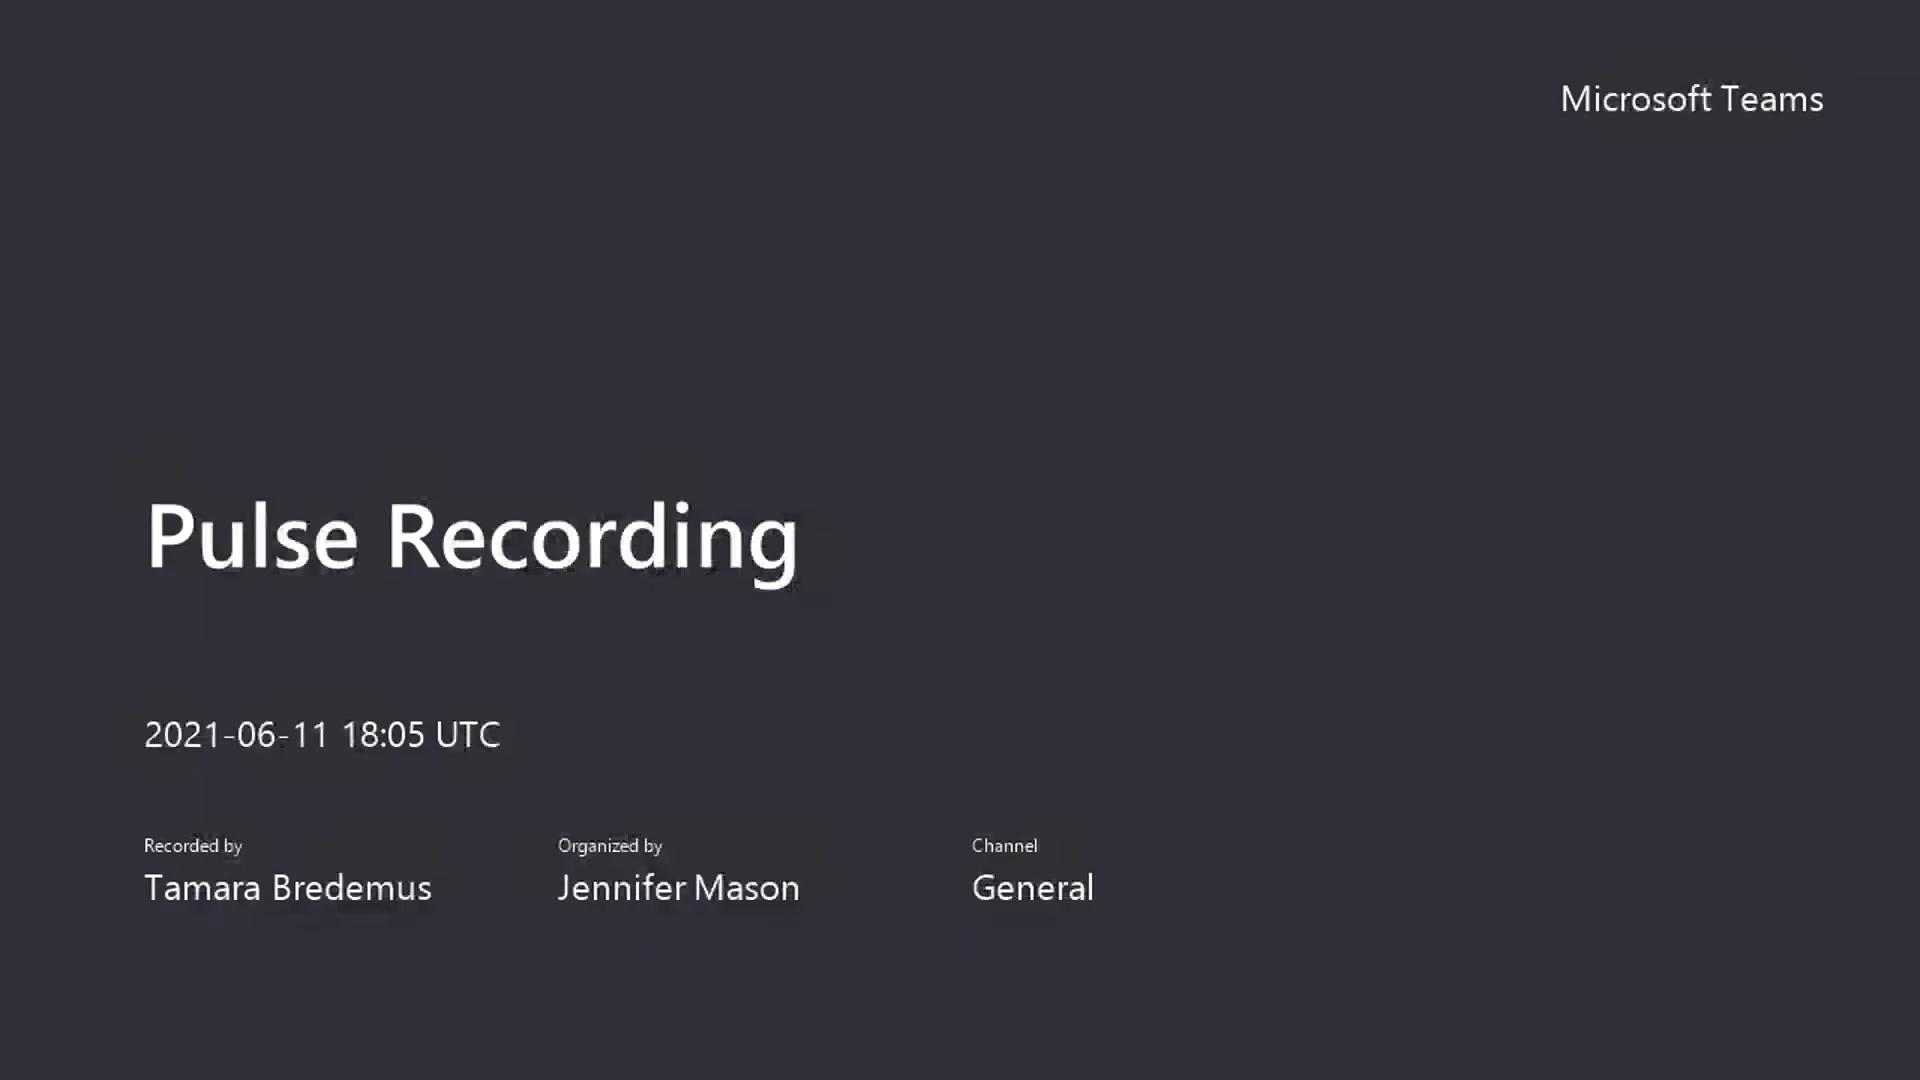 Microsoft Teams
Pulse Recording
2021-06-11 18:05 UTC
Recorded by
Tamara Bredemus
Organized by
Jennifer Mason
Channel
General